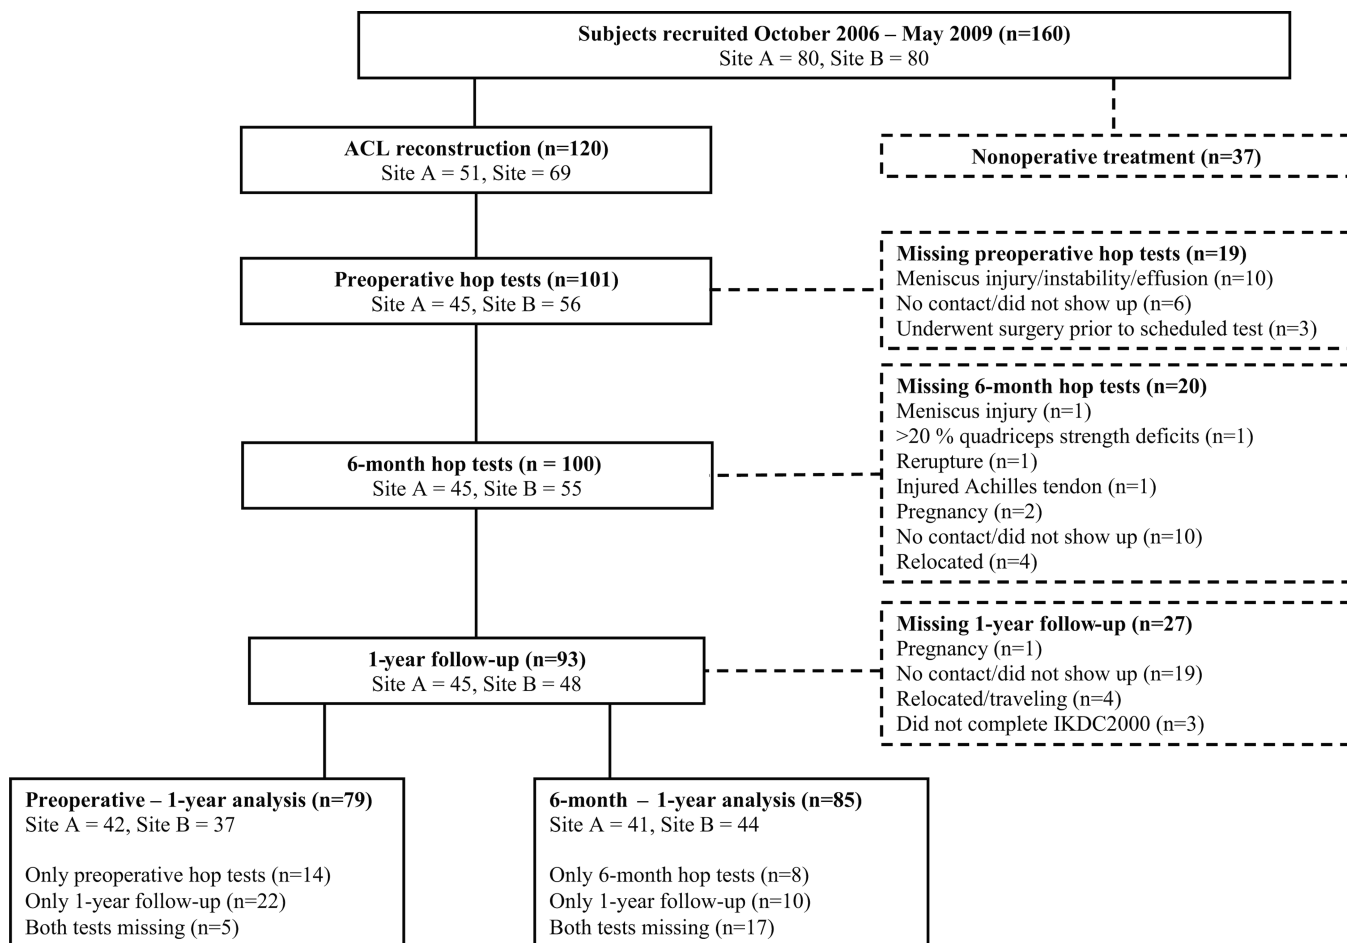 Subjects recruited October 2006 – May 2009 (n=160)
Site A = 80, Site B = 80
ACL reconstruction (n=120)
Site A = 51, Site = 69
Nonoperative treatment (n=37)
Preoperative hop tests (n=101)
Site A = 45, Site B = 56
Missing preoperative hop tests (n=19)
Meniscus injury/instability/effusion (n=10)
No contact/did not show up (n=6)
Underwent surgery prior to scheduled test (n=3)
6-month hop tests (n = 100)
Site A = 45, Site B = 55
Missing 6-month hop tests (n=20)
Meniscus injury (n=1)
>20 % quadriceps strength deficits (n=1)
Rerupture (n=1)
Injured Achilles tendon (n=1)
Pregnancy (n=2)
No contact/did not show up (n=10)
Relocated (n=4)
1-year follow-up (n=93)
Site A = 45, Site B = 48
Missing 1-year follow-up (n=27)
Pregnancy (n=1)
No contact/did not show up (n=19)
Relocated/traveling (n=4)
Did not complete IKDC2000 (n=3)
Preoperative – 1-year analysis (n=79)
Site A = 42, Site B = 37
Only preoperative hop tests (n=14)
Only 1-year follow-up (n=22)
Both tests missing (n=5)
6-month – 1-year analysis (n=85)
Site A = 41, Site B = 44
Only 6-month hop tests (n=8)
Only 1-year follow-up (n=10)
Both tests missing (n=17)